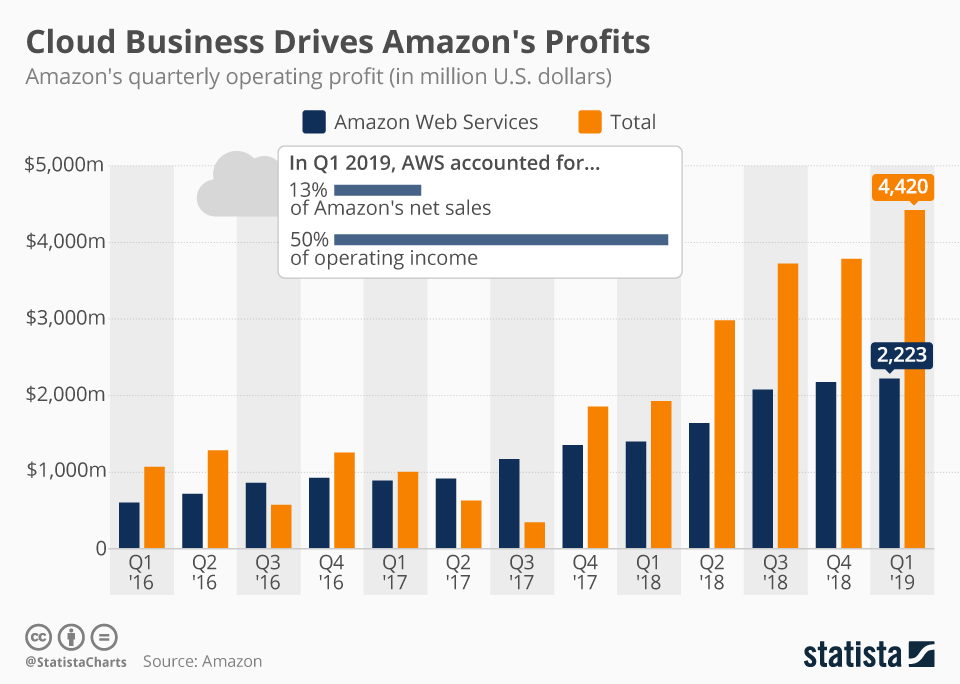 Cloud Business Drives Amazon's Profits
Amazon's quarterly operating profit (in million U.S. dollars)
Amazon Web Services
Total
In Q1 2019, AWS accounted for...
13%
of Amazon's net sales
50%
of operating income
$5,000m
$4,000m
$3,000m
$2,000m
$1,000m
0
4,420
2,223
Q1 '16
Q2 '16
Q3 '16
Q4 '16
Q1 '17
Q2 '17
Q3 '17
Q4 '17
Q1 '18
Q2 '18
Q3 '18
Q4 '18
Q1 '19
cc
@StatistaCharts
Source: Amazon
statista